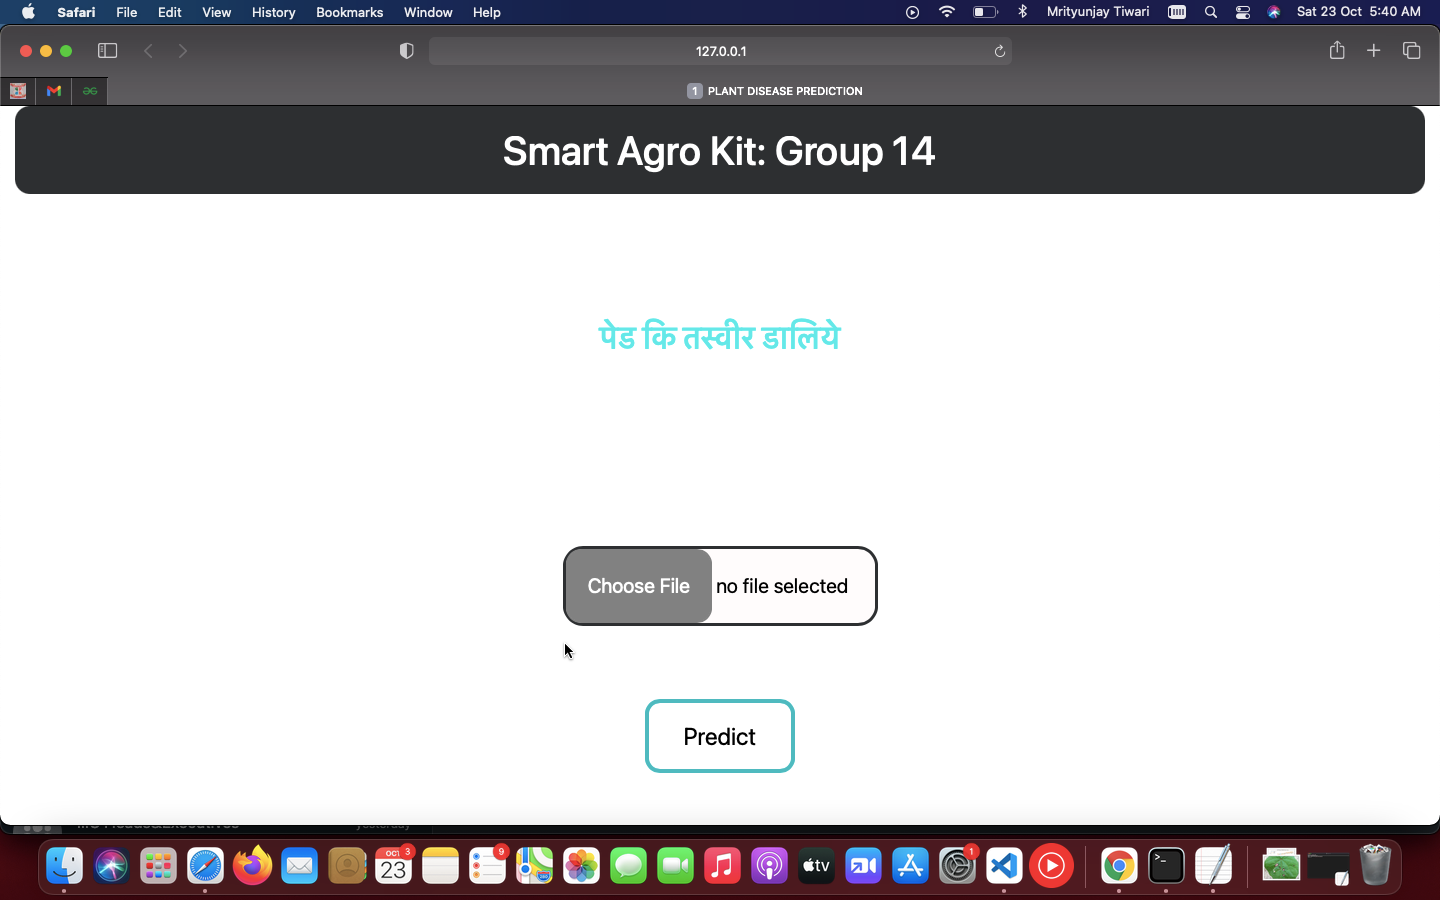 Safari File Edit View History Bookmarks Window Help Mrityunjay Tiwari Sat 23 Oct 5:40 AM
127.0.0.1
1 PLANT DISEASE PREDICTION
Smart Agro Kit: Group 14
पेड कि तस्वीर डालिये
Choose File no file selected
Predict
yesterday
OCT 3 9 1
23 tv